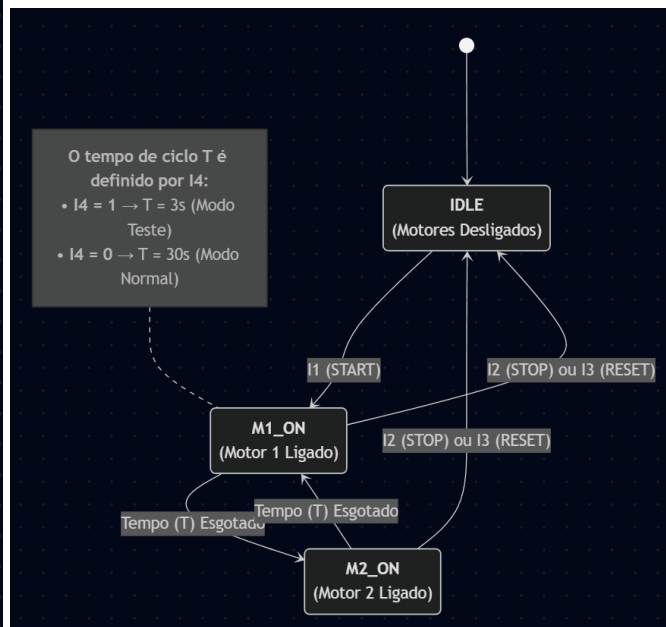 O tempo de ciclo T é
definido por I4:
• I4 = 1 → T = 3s (Modo
Teste)
• I4 = 0 → T = 30s (Modo
Normal)
IDLE
(Motores Desligados)
I1 (START)
I2 (STOP) ou I3 (RESET)
M1_ON
(Motor 1 Ligado)
I2 (STOP) ou I3 (RESET)
Tempo (T) Esgotado
Tempo (T) Esgotado
M2_ON
(Motor 2 Ligado)